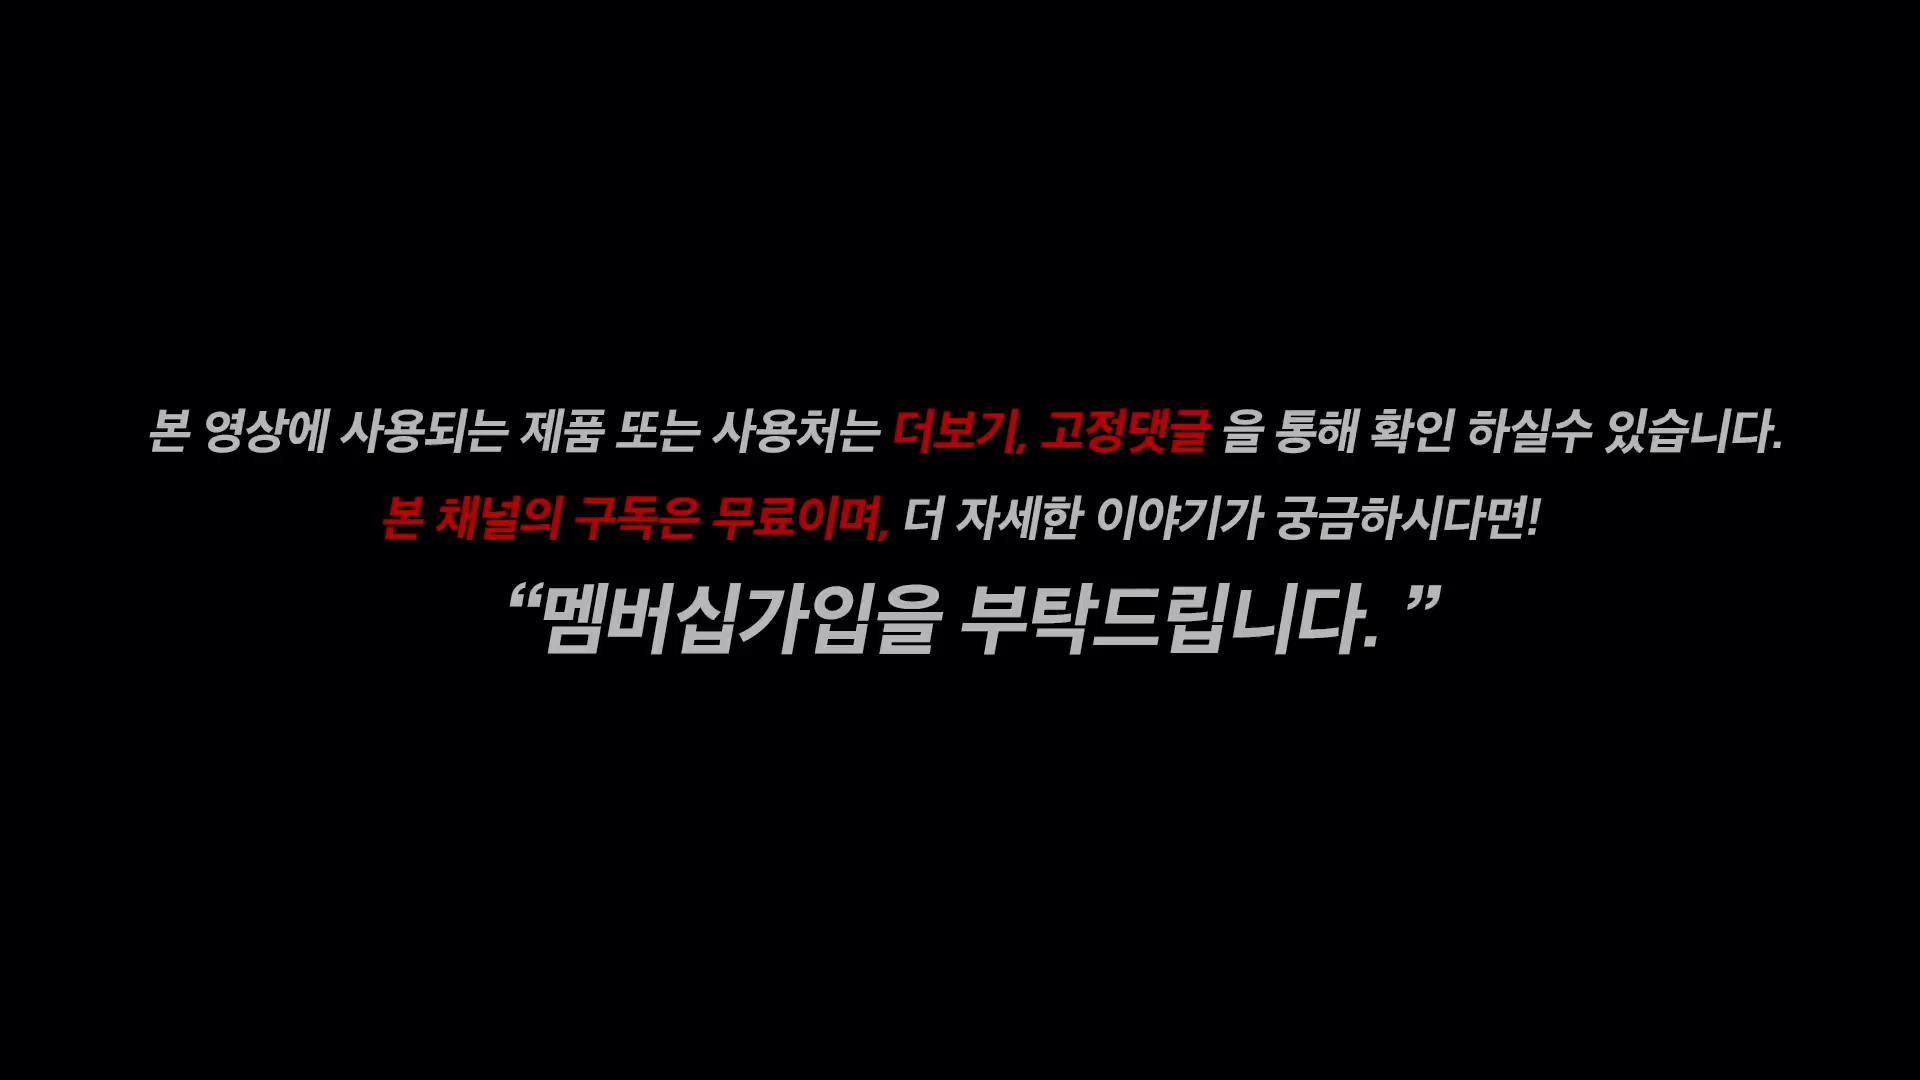 본 영상에 사용되는 제품 또는 사용처는 더보기, 고정댓글 을 통해 확인 하실수 있습니다.
본 채널의 구독은 무료이며, 더 자세한 이야기가 궁금하시다면!
“멤버십가입을 부탁드립니다. ”